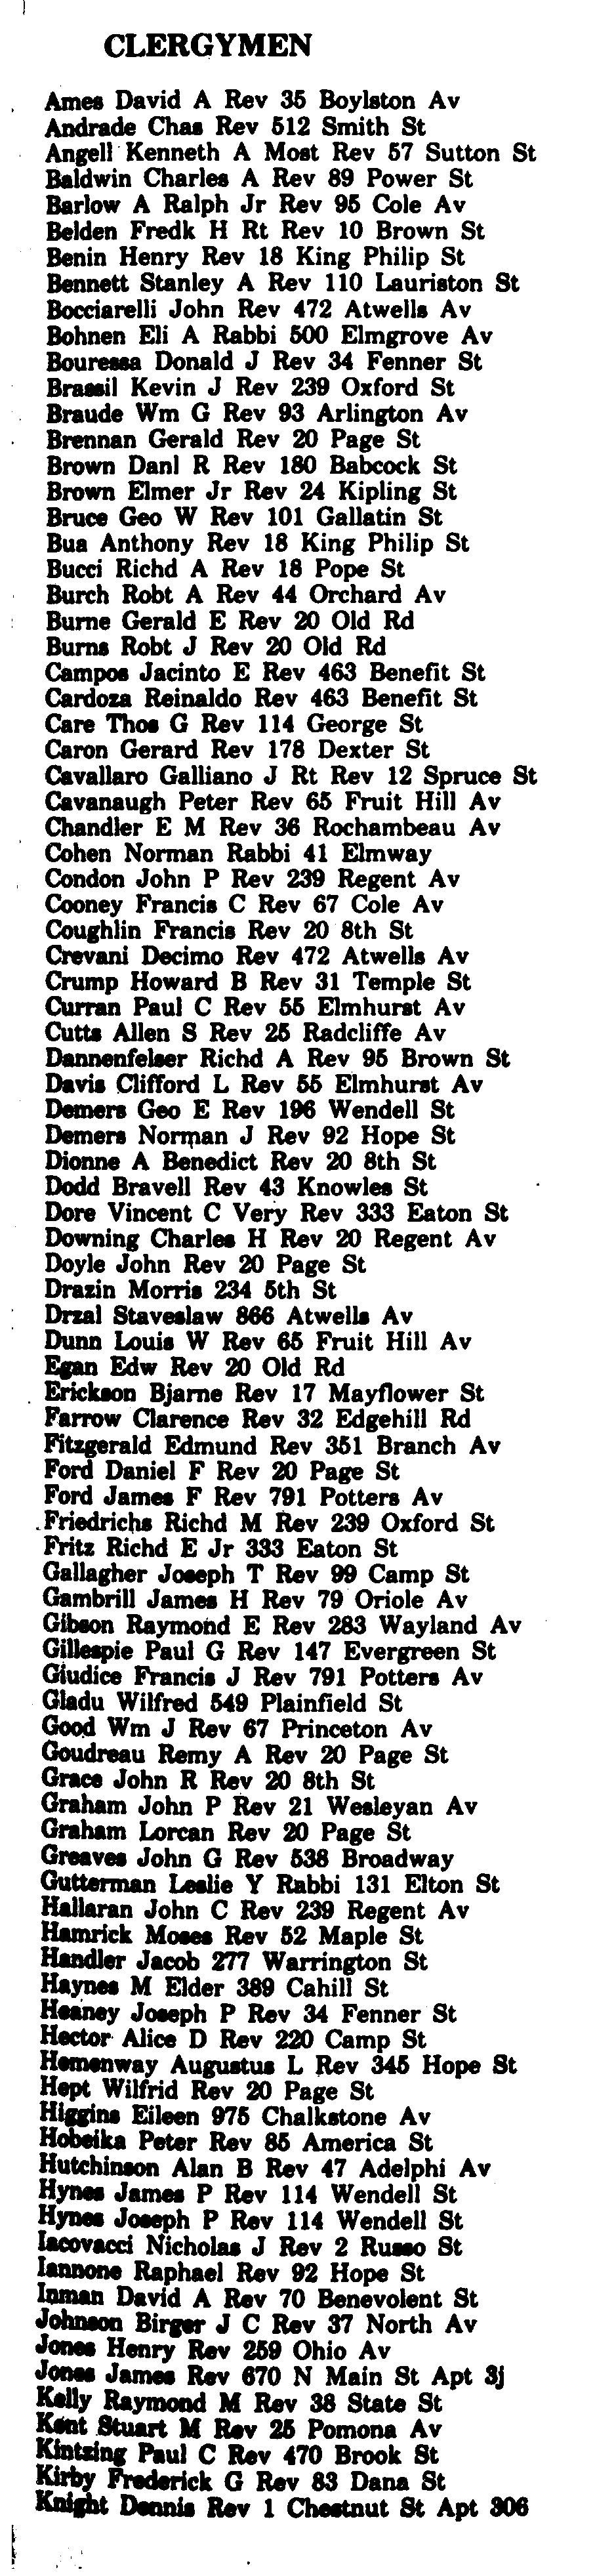 CLERGYMEN
Ames David A Rev 35 Boylston Av
Andrade Chas Rev 512 Smith St
Angell Kenneth A Most Rev 57 Sutton St
Baldwin Charles A Rev 89 Power St
Barlow A Ralph Jr Rev 95 Cole Av
Belden Fredk H Rt Rev 10 Brown St
Benin Henry Rev 18 King Philip St
Bennett Stanley A Rev 110 Lauriston St
Bocciarelli John Rev 472 Atwells Av
Bohnen Eli A Rabbi 500 Elmgrove Av
Bouressa Donald J Rev 34 Fenner St
Brassil Kevin J Rev 239 Oxford St
Braude Wm G Rev 93 Arlington Av
Brennan Gerald Rev 20 Page St
Brown Danl R Rev 180 Babcock St
Brown Elmer Jr Rev 24 Kipling St
Bruce Geo W Rev 101 Gallatin St
Bua Anthony Rev 18 King Philip St
Bucci Richd A Rev 18 Pope St
Burch Robt A Rev 44 Orchard Av
Burne Gerald E Rev 20 Old Rd
Burns Robt J Rev 20 Old Rd
Campos Jacinto E Rev 463 Benefit St
Cardoza Reinaldo Rev 463 Benefit St
Care Thos G Rev 114 George St
Caron Gerard Rev 178 Dexter St
Cavallaro Galliano J Rt Rev 12 Spruce St
Cavanaugh Peter Rev 65 Fruit Hill Av
Chandler E M Rev 36 Rochambeau Av
Cohen Norman Rabbi 41 Elmway
Condon John P Rev 239 Regent Av
Cooney Francis C Rev 67 Cole Av
Coughlin Francis Rev 20 8th St
Crevani Decimo Rev 472 Atwells Av
Crump Howard B Rev 31 Temple St
Curran Paul C Rev 55 Elmhurst Av
Cutts Allen S Rev 25 Radcliffe Av
Dannenfelser Richd A Rev 95 Brown St
Davis Clifford L Rev 55 Elmhurst Av
Demers Geo E Rev 196 Wendell St
Demers Norman J Rev 92 Hope St
Dionne A Benedict Rev 20 8th St
Dodd Bravell Rev 43 Knowles St
Dore Vincent C Very Rev 333 Eaton St
Downing Charles H Rev 20 Regent Av
Doyle John Rev 20 Page St
Drazin Morris 234 5th St
Drzal Staveslaw 866 Atwells Av
Dunn Louis W Rev 65 Fruit Hill Av
Egan Edw Rev 20 Old Rd
Erickson Bjarne Rev 17 Mayflower St
Farrow Clarence Rev 32 Edgehill Rd
Fitzgerald Edmund Rev 351 Branch Av
Ford Daniel F Rev 20 Page St
Ford James F Rev 791 Potters Av
Friedrichs Richd M Rev 239 Oxford St
Fritz Richd E Jr 333 Eaton St
Gallagher Joseph T Rev 99 Camp St
Gambrill James H Rev 79 Oriole Av
Gibson Raymond E Rev 283 Wayland Av
Gillespie Paul G Rev 147 Evergreen St
Giudice Francis J Rev 791 Potters Av
Gladu Wilfred 549 Plainfield St
Good Wm J Rev 67 Princeton Av
Goudreau Remy A Rev 20 Page St
Grace John R Rev 20 8th St
Graham John P Rev 21 Wesleyan Av
Graham Lorcan Rev 20 Page St
Greaves John G Rev 538 Broadway
Gutterman Leslie Y Rabbi 131 Elton St
Hallaran John C Rev 239 Regent Av
Hamrick Moses Rev 52 Maple St
Handler Jacob 277 Warrington St
Haynes M Elder 389 Cahill St
Heaney Joseph P Rev 34 Fenner St
Hector Alice D Rev 220 Camp St
Hemenway Augustus L Rev 345 Hope St
Hept Wilfrid Rev 20 Page St
Higgins Eileen 975 Chalkstone Av
Hobeika Peter Rev 85 America St
Hutchinson Alan B Rev 47 Adelphi Av
Hynes James P Rev 114 Wendell St
Hynes Joseph P Rev 114 Wendell St
Iacovacci Nicholas J Rev 2 Russo St
Iannone Raphael Rev 92 Hope St
Inman David A Rev 70 Benevolent St
Johnson Birger J C Rev 37 North Av
Jones Henry Rev 259 Ohio Av
Jones James Rev 670 N Main St Apt 3j
Kelly Raymond M Rev 38 State St
Kent Stuart M Rev 25 Pomona Av
Kintzing Paul C Rev 470 Brook St
Kirby Frederick G Rev 83 Dana St
Knight Dennis Rev 1 Chestnut St Apt 306